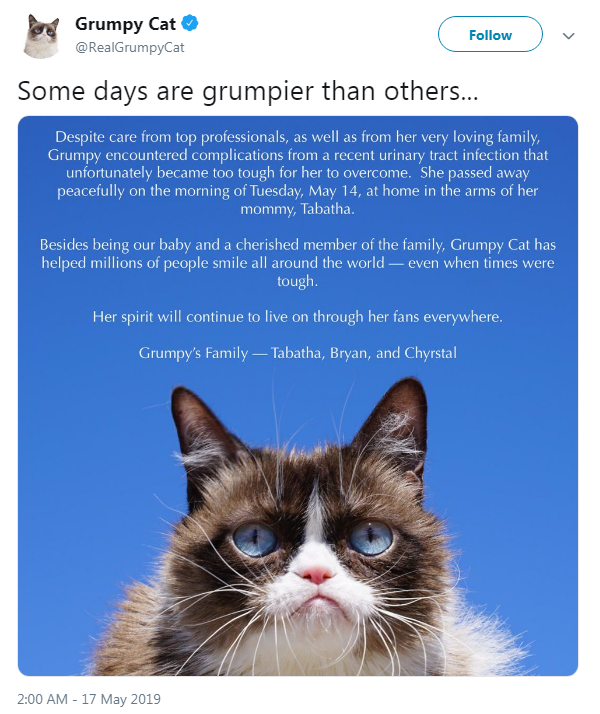 Grumpy Cat
@RealGrumpyCat
Follow
Some days are grumpier than others...
Despite care from top professionals, as well as from her very loving family,
Grumpy encountered complications from a recent urinary tract infection that
unfortunately became too tough for her to overcome.  She passed away
peacefully on the morning of Tuesday, May 14, at home in the arms of her
mommy, Tabatha.
Besides being our baby and a cherished member of the family, Grumpy Cat has
helped millions of people smile all around the world — even when times were
tough.
Her spirit will continue to live on through her fans everywhere.
Grumpy's Family — Tabatha, Bryan, and Chyrstal
2:00 AM - 17 May 2019